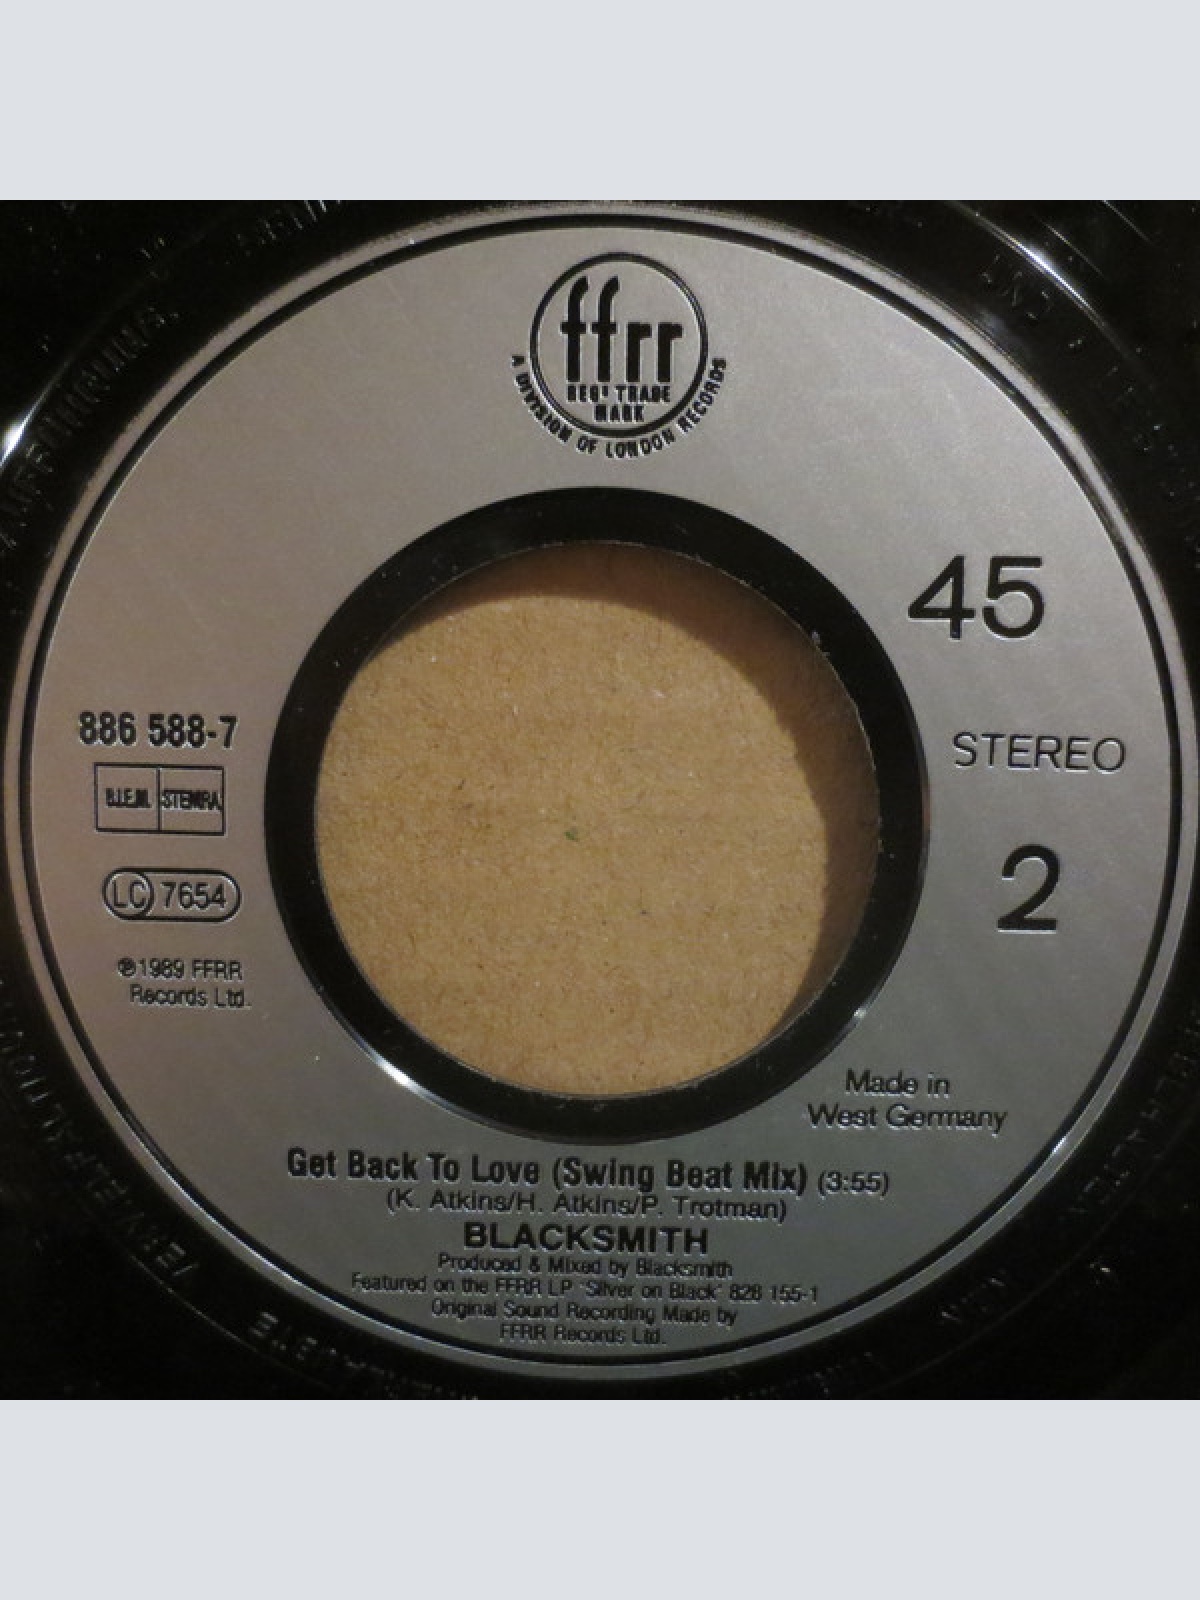 ffrr
REGᴰ TRADE
MARK
A DIVISION OF LONDON RECORDS
45
STEREO
2
886 588-7
B.I.E.M. STEMRA
LC 7654
℗ 1989 FFRR
Records Ltd.
Made in
West Germany
Get Back To Love (Swing Beat Mix) (3:55)
(K. Atkins/H. Atkins/P. Trotman)
BLACKSMITH
Produced & Mixed by Blacksmith
Featured on the FFRR LP "Silver on Black" 828 155-1
Original Sound Recording Made by
FFRR Records Ltd.